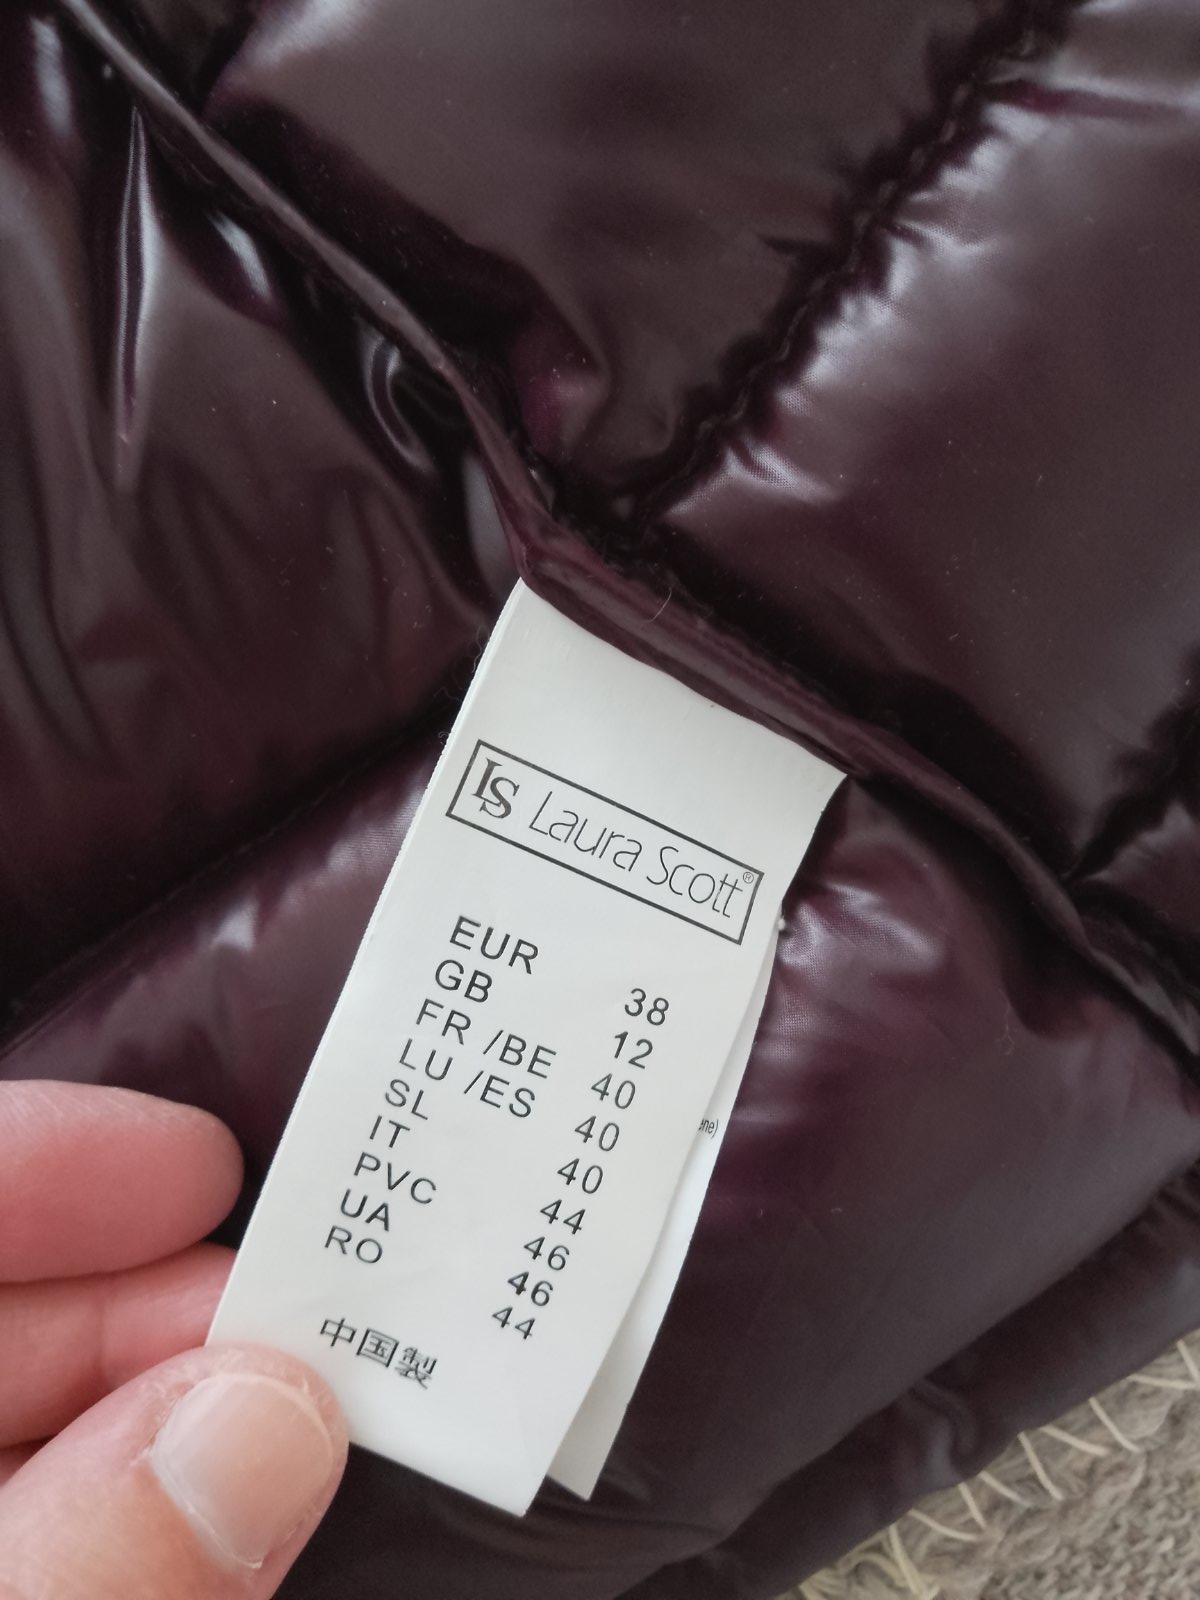 LS Laura Scott®
EUR 38
GB 12
FR /BE 40
LU /ES 40
SL 40
IT 44
PVC 46
UA 46
RO 44
中国製
ene)